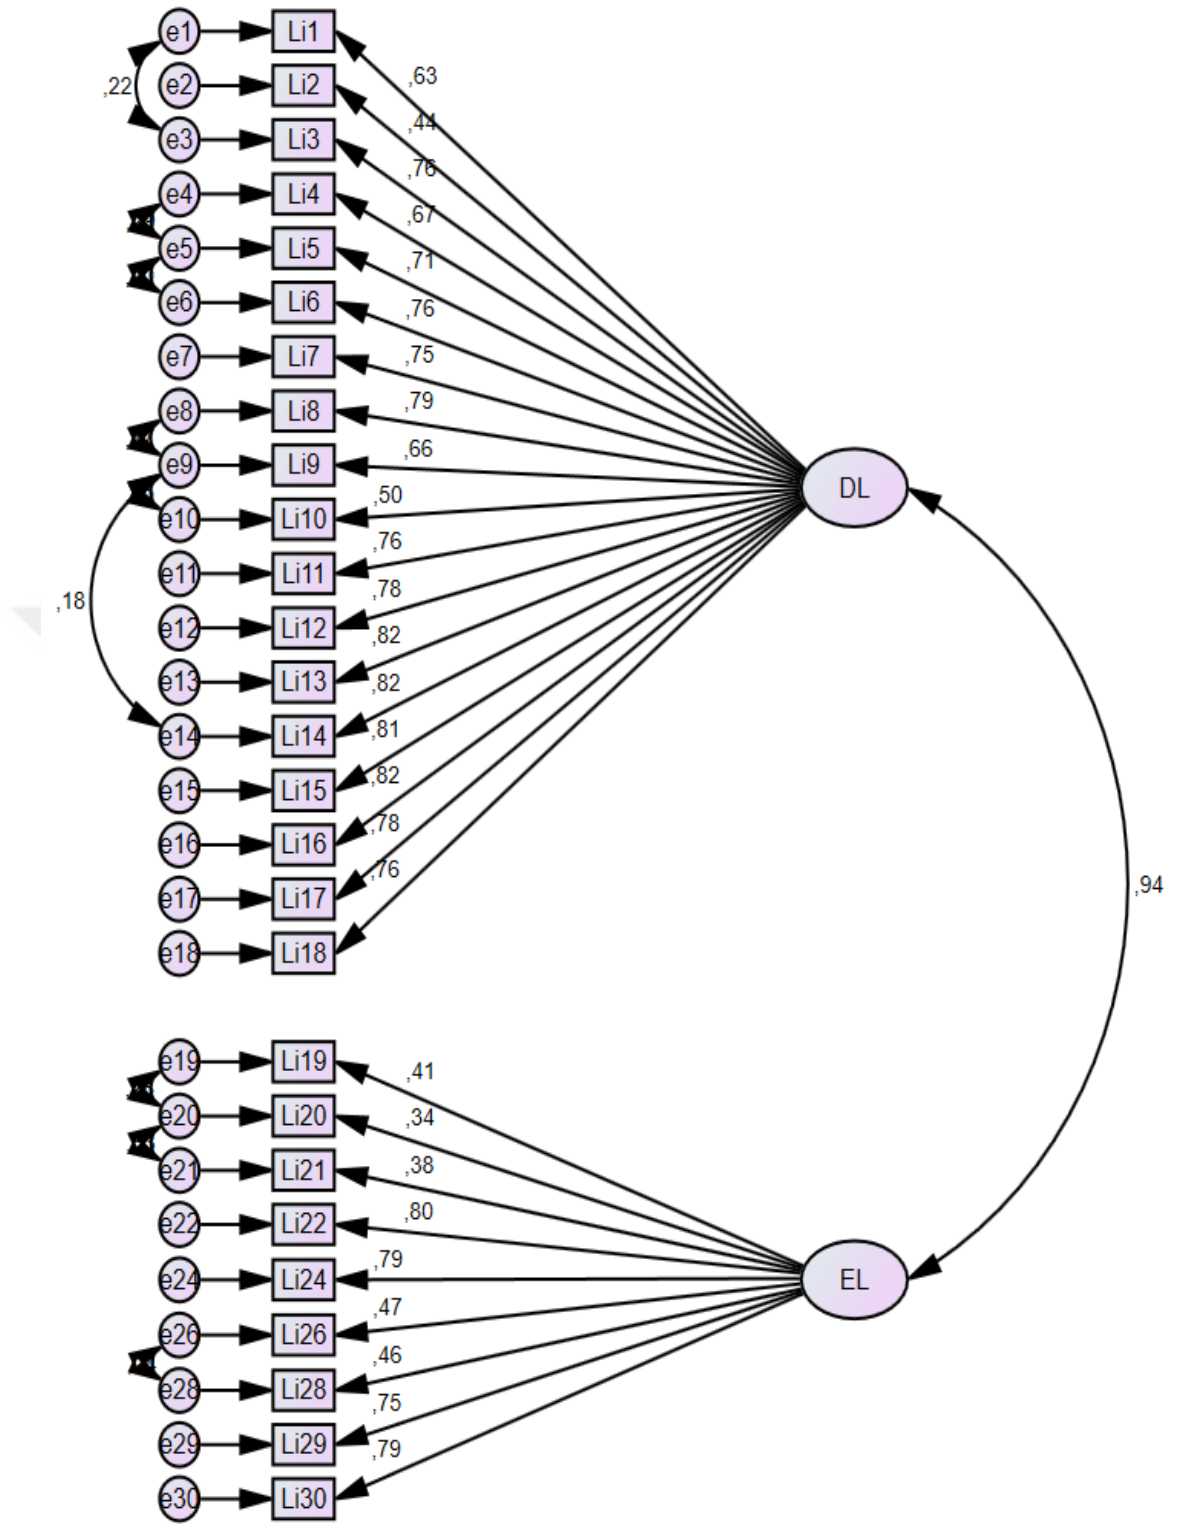 e1 Li1
,63
,22
e2 Li2
,44
e3 Li3
,76
e4 Li4
,67
e5 Li5
,71
e6 Li6
,76
e7 Li7
,75
e8 Li8
,79
e9 Li9
,66
DL
,50
e10 Li10
,76
e11 Li11
,78
,18
e12 Li12
,82
e13 Li13
,82
e14 Li14
,81
e15 Li15
,82
e16 Li16
,78
e17 Li17
,76
e18 Li18
,94
e19 Li19
,41
e20 Li20
,34
e21 Li21
,38
e22 Li22
,80
e24 Li24
,79
EL
e26 Li26
,47
e28 Li28
,46
e29 Li29
,75
e30 Li30
,79